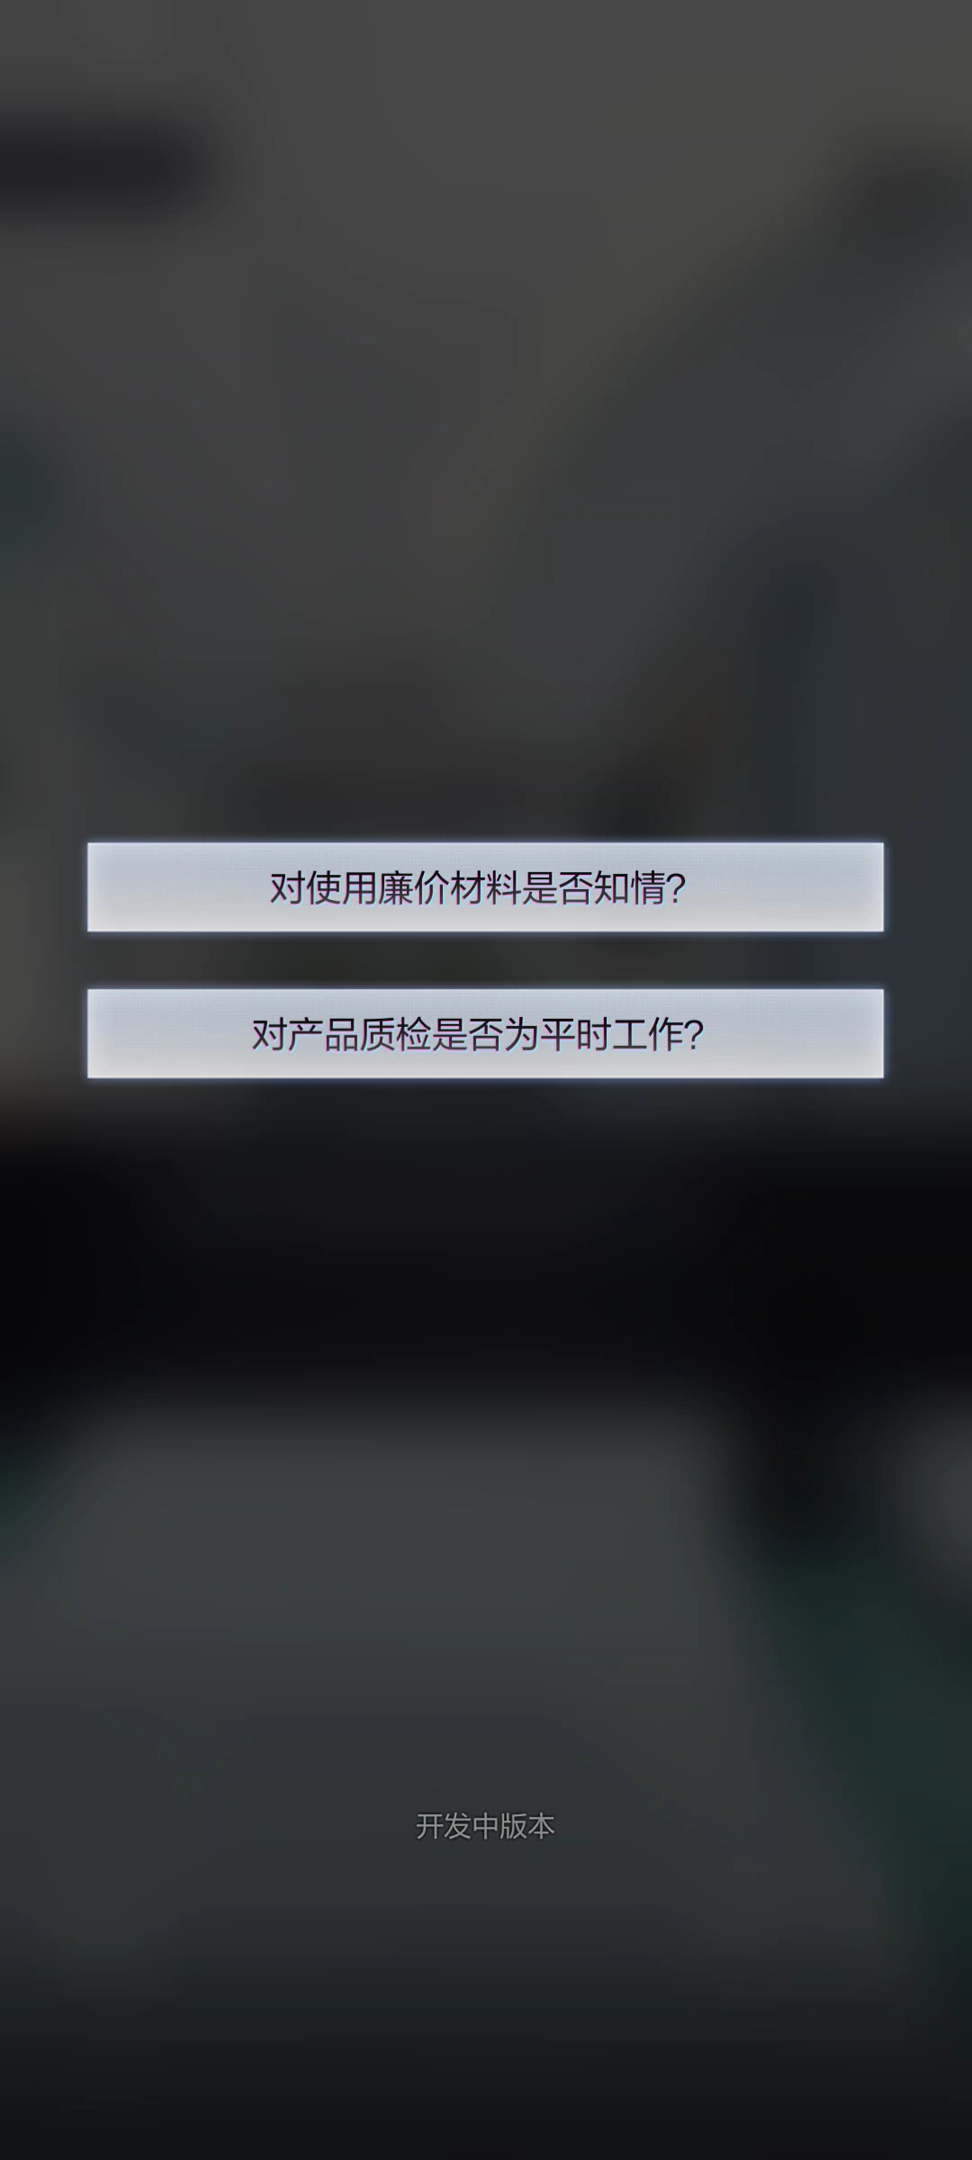 对使用廉价材料是否知情?
对产品质检是否为平时工作?
开发中版本